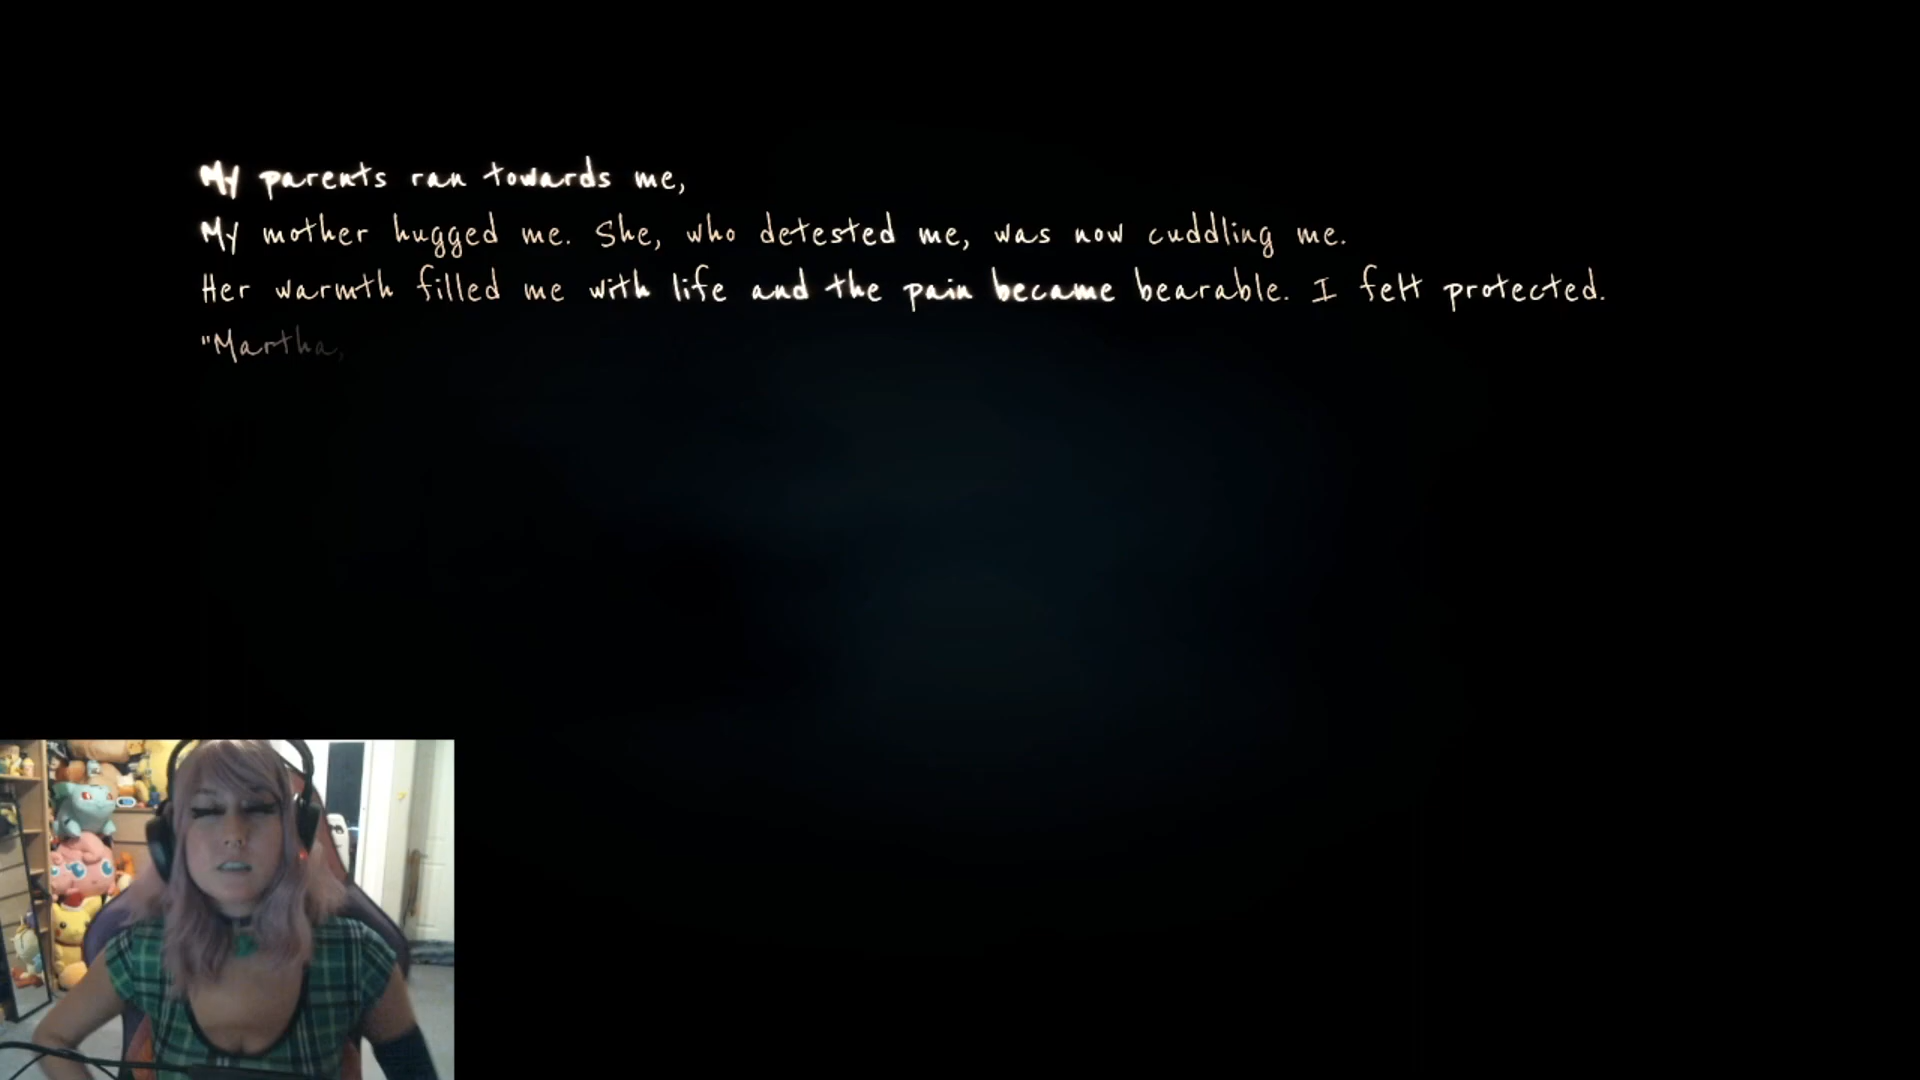 My parents ran towards me,
My mother hugged me. She, who detested me, was now cuddling me.
Her warmth filled me with life and the pain became bearable. I felt protected.
"Martha,